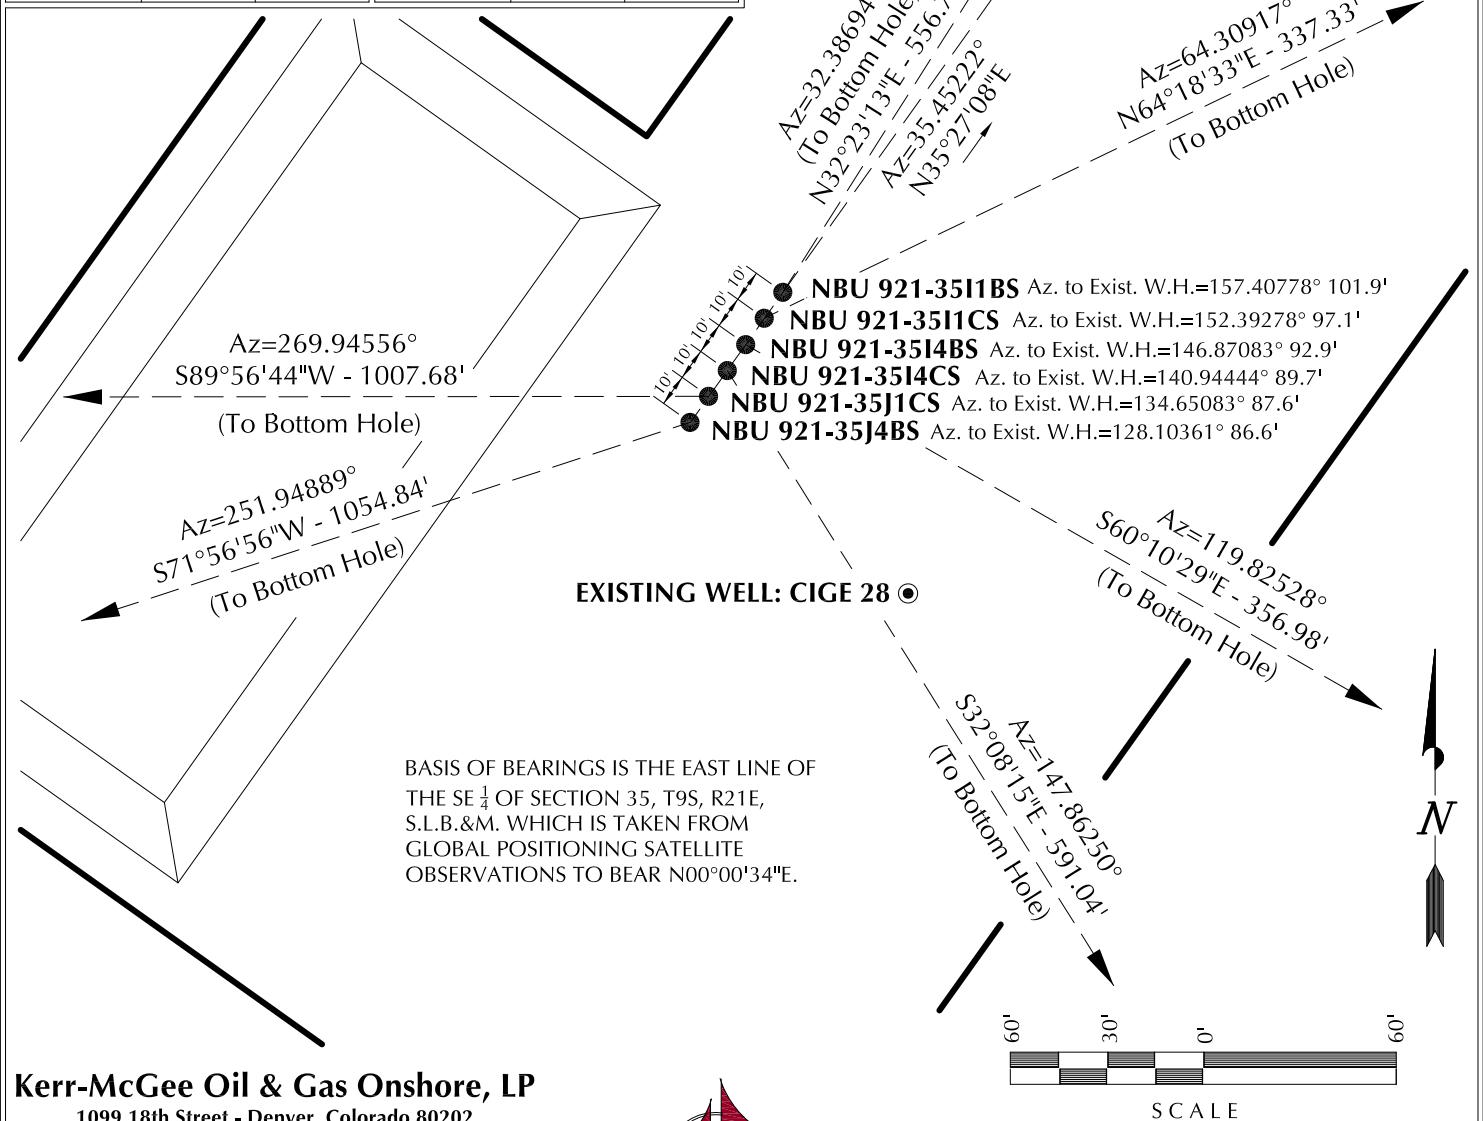 Az=32.38694
(To Bottom Hole)
N32°23'13"E - 556.7
Az=35.45222°
N35°27'08"E
Az=64.30917°
N64°18'33"E - 337.33'
(To Bottom Hole)
10'
10'
10'
10'
10'
NBU 921-35I1BS Az. to Exist. W.H.=157.40778° 101.9'
NBU 921-35I1CS Az. to Exist. W.H.=152.39278° 97.1'
NBU 921-35I4BS Az. to Exist. W.H.=146.87083° 92.9'
NBU 921-35I4CS Az. to Exist. W.H.=140.94444° 89.7'
NBU 921-35J1CS Az. to Exist. W.H.=134.65083° 87.6'
NBU 921-35J4BS Az. to Exist. W.H.=128.10361° 86.6'
Az=269.94556°
S89°56'44"W - 1007.68'
(To Bottom Hole)
Az=251.94889°
S71°56'56"W - 1054.84'
(To Bottom Hole)
EXISTING WELL: CIGE 28
Az=119.82528°
S60°10'29"E - 356.98'
(To Bottom Hole)
Az=147.86250°
S32°08'15"E - 591.04'
(To Bottom Hole)
BASIS OF BEARINGS IS THE EAST LINE OF
THE SE 1/4 OF SECTION 35, T9S, R21E,
S.L.B.&M. WHICH IS TAKEN FROM
GLOBAL POSITIONING SATELLITE
OBSERVATIONS TO BEAR N00°00'34"E.
N
60' 30' 0' 60'
SCALE
Kerr-McGee Oil & Gas Onshore, LP
1099 18th Street - Denver, Colorado 80202